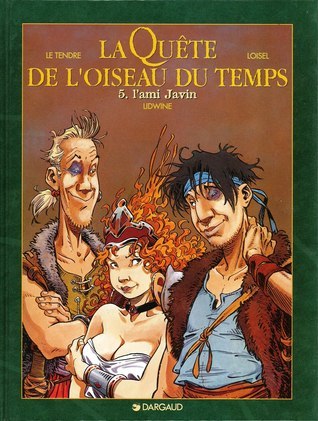 LE TENDRE
LA QUÊTE
LOISEL
DE L'OISEAU DU TEMPS
5. l'ami Javin
LIDWINE
DARGAUD